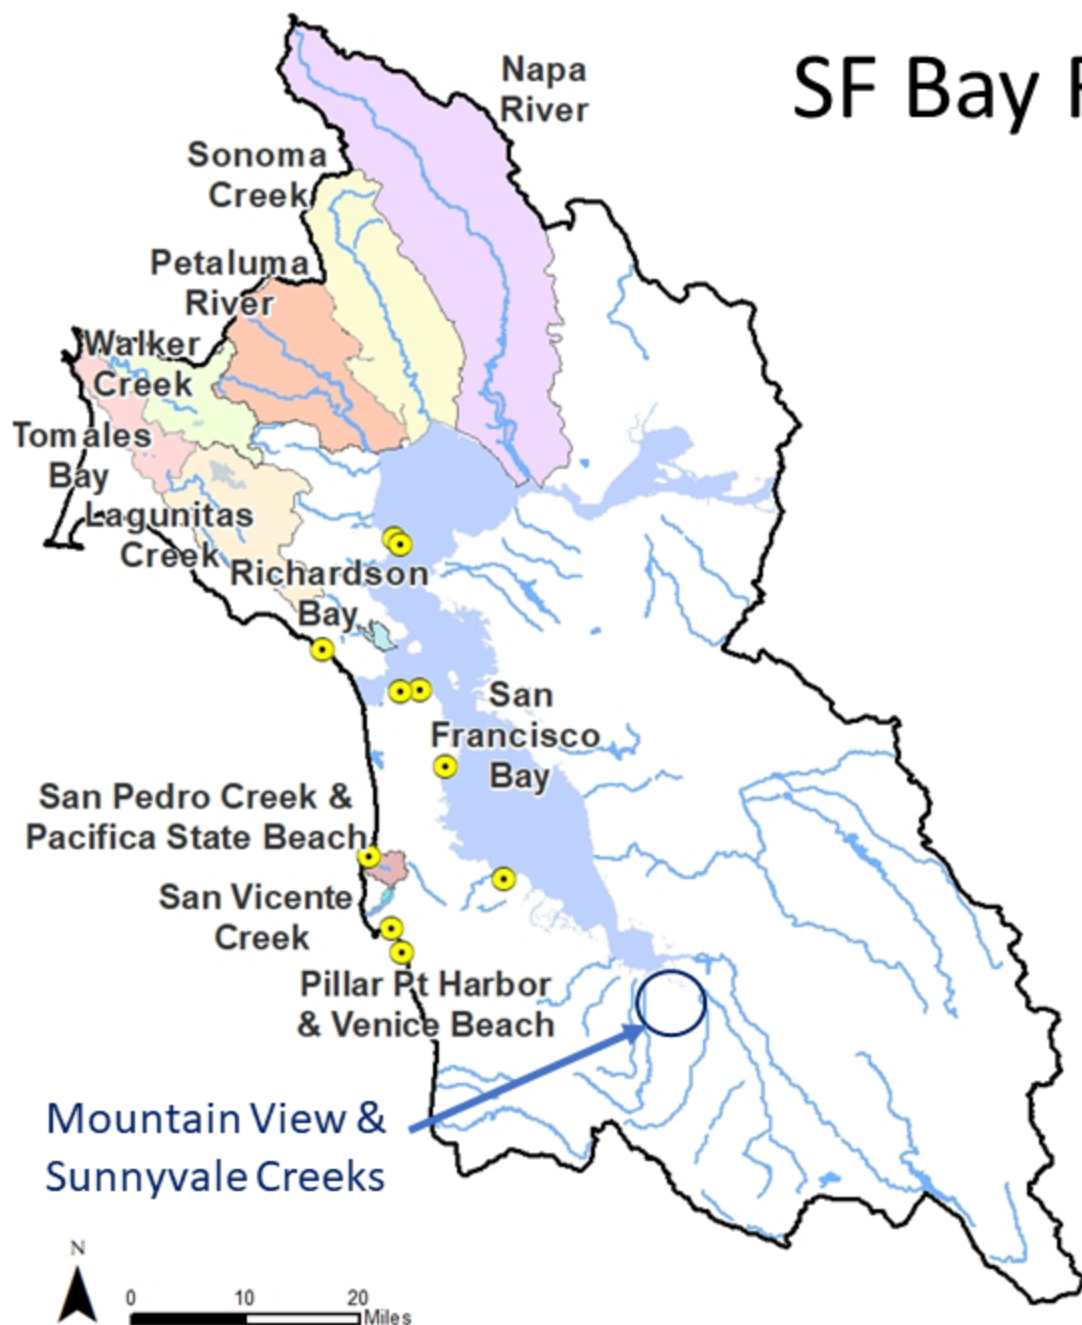 SF Bay
Napa
River
Sonoma
Creek
Petaluma
River
Walker
Creek
Tomales
Bay
Lagunitas
Creek
Richardson
Bay
San
Francisco
Bay
San Pedro Creek &
Pacifica State Beach
San Vicente
Creek
Pillar Pt Harbor
& Venice Beach
Mountain View &
Sunnyvale Creeks
N
0 10 20
Miles